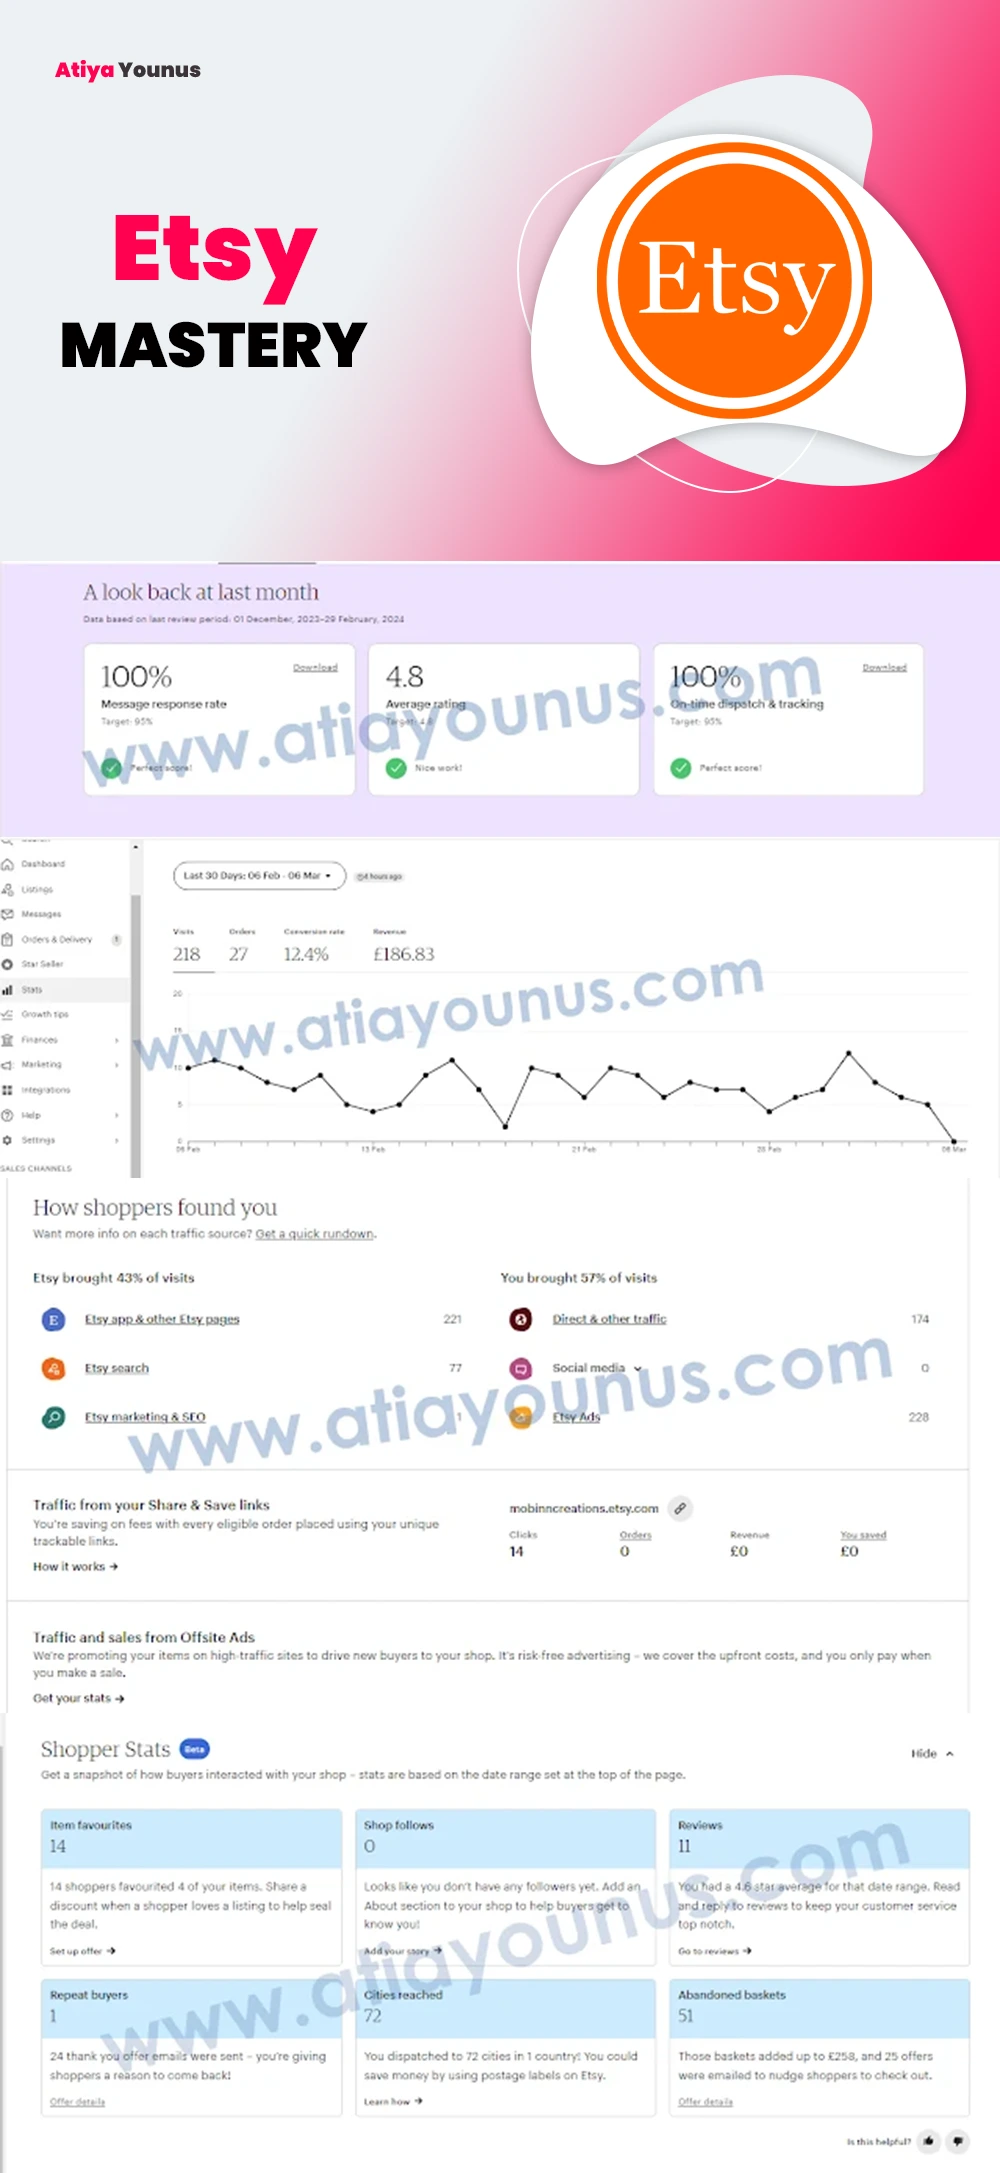 Atiya Younus
Etsy
MASTERY
Etsy
A look back at last month
Data based on last review period: 01 December, 2023–29 February, 2024
100%
Download
Message response rate
Target: 95%
Perfect score!
4.8
Average rating
Target: 4.8
Nice work!
100%
Download
On-time dispatch & tracking
Target: 95%
Perfect score!
www.atiayounus.com
Dashboard
Listings
Messages
Orders & Delivery 1
Star Seller
Stats
Growth tips
Finances
Marketing
Integrations
Help
Settings
SALES CHANNELS
Last 30 Days: 06 Feb - 06 Mar
4 hours ago
Visits Orders Conversion rate Revenue
218 27 12.4% £186.83
20
15
10
5
0
06 Feb 13 Feb 21 Feb 28 Feb 06 Mar
www.atiayounus.com
How shoppers found you
Want more info on each traffic source? Get a quick rundown.
Etsy brought 43% of visits
E Etsy app & other Etsy pages 221
Etsy search 77
Etsy marketing & SEO 1
You brought 57% of visits
Direct & other traffic 174
Social media 0
Etsy Ads 228
www.atiayounus.com
Traffic from your Share & Save links
You're saving on fees with every eligible order placed using your unique
trackable links.
How it works →
mobinncreations.etsy.com
Clicks Orders Revenue You saved
14 0 £0 £0
Traffic and sales from Offsite Ads
We're promoting your items on high-traffic sites to drive new buyers to your shop. It's risk-free advertising – we cover the upfront costs, and you only pay when
you make a sale.
Get your stats →
Shopper Stats Beta
Hide
Get a snapshot of how buyers interacted with your shop – stats are based on the date range set at the top of the page.
Item favourites
14
14 shoppers favourited 4 of your items. Share a
discount when a shopper loves a listing to help seal
the deal.
Set up offer →
Shop follows
0
Looks like you don't have any followers yet. Add an
About section to your shop to help buyers get to
know you!
Add your story →
Reviews
11
You had a 4.6 star average for that date range. Read
and reply to reviews to keep your customer service
top notch.
Go to reviews →
Repeat buyers
1
24 thank you offer emails were sent – you're giving
shoppers a reason to come back!
Offer details
Cities reached
72
You dispatched to 72 cities in 1 country! You could
save money by using postage labels on Etsy.
Learn how →
Abandoned baskets
51
Those baskets added up to £258, and 25 offers
were emailed to nudge shoppers to check out.
Offer details
www.atiayounus.com
Is this helpful?